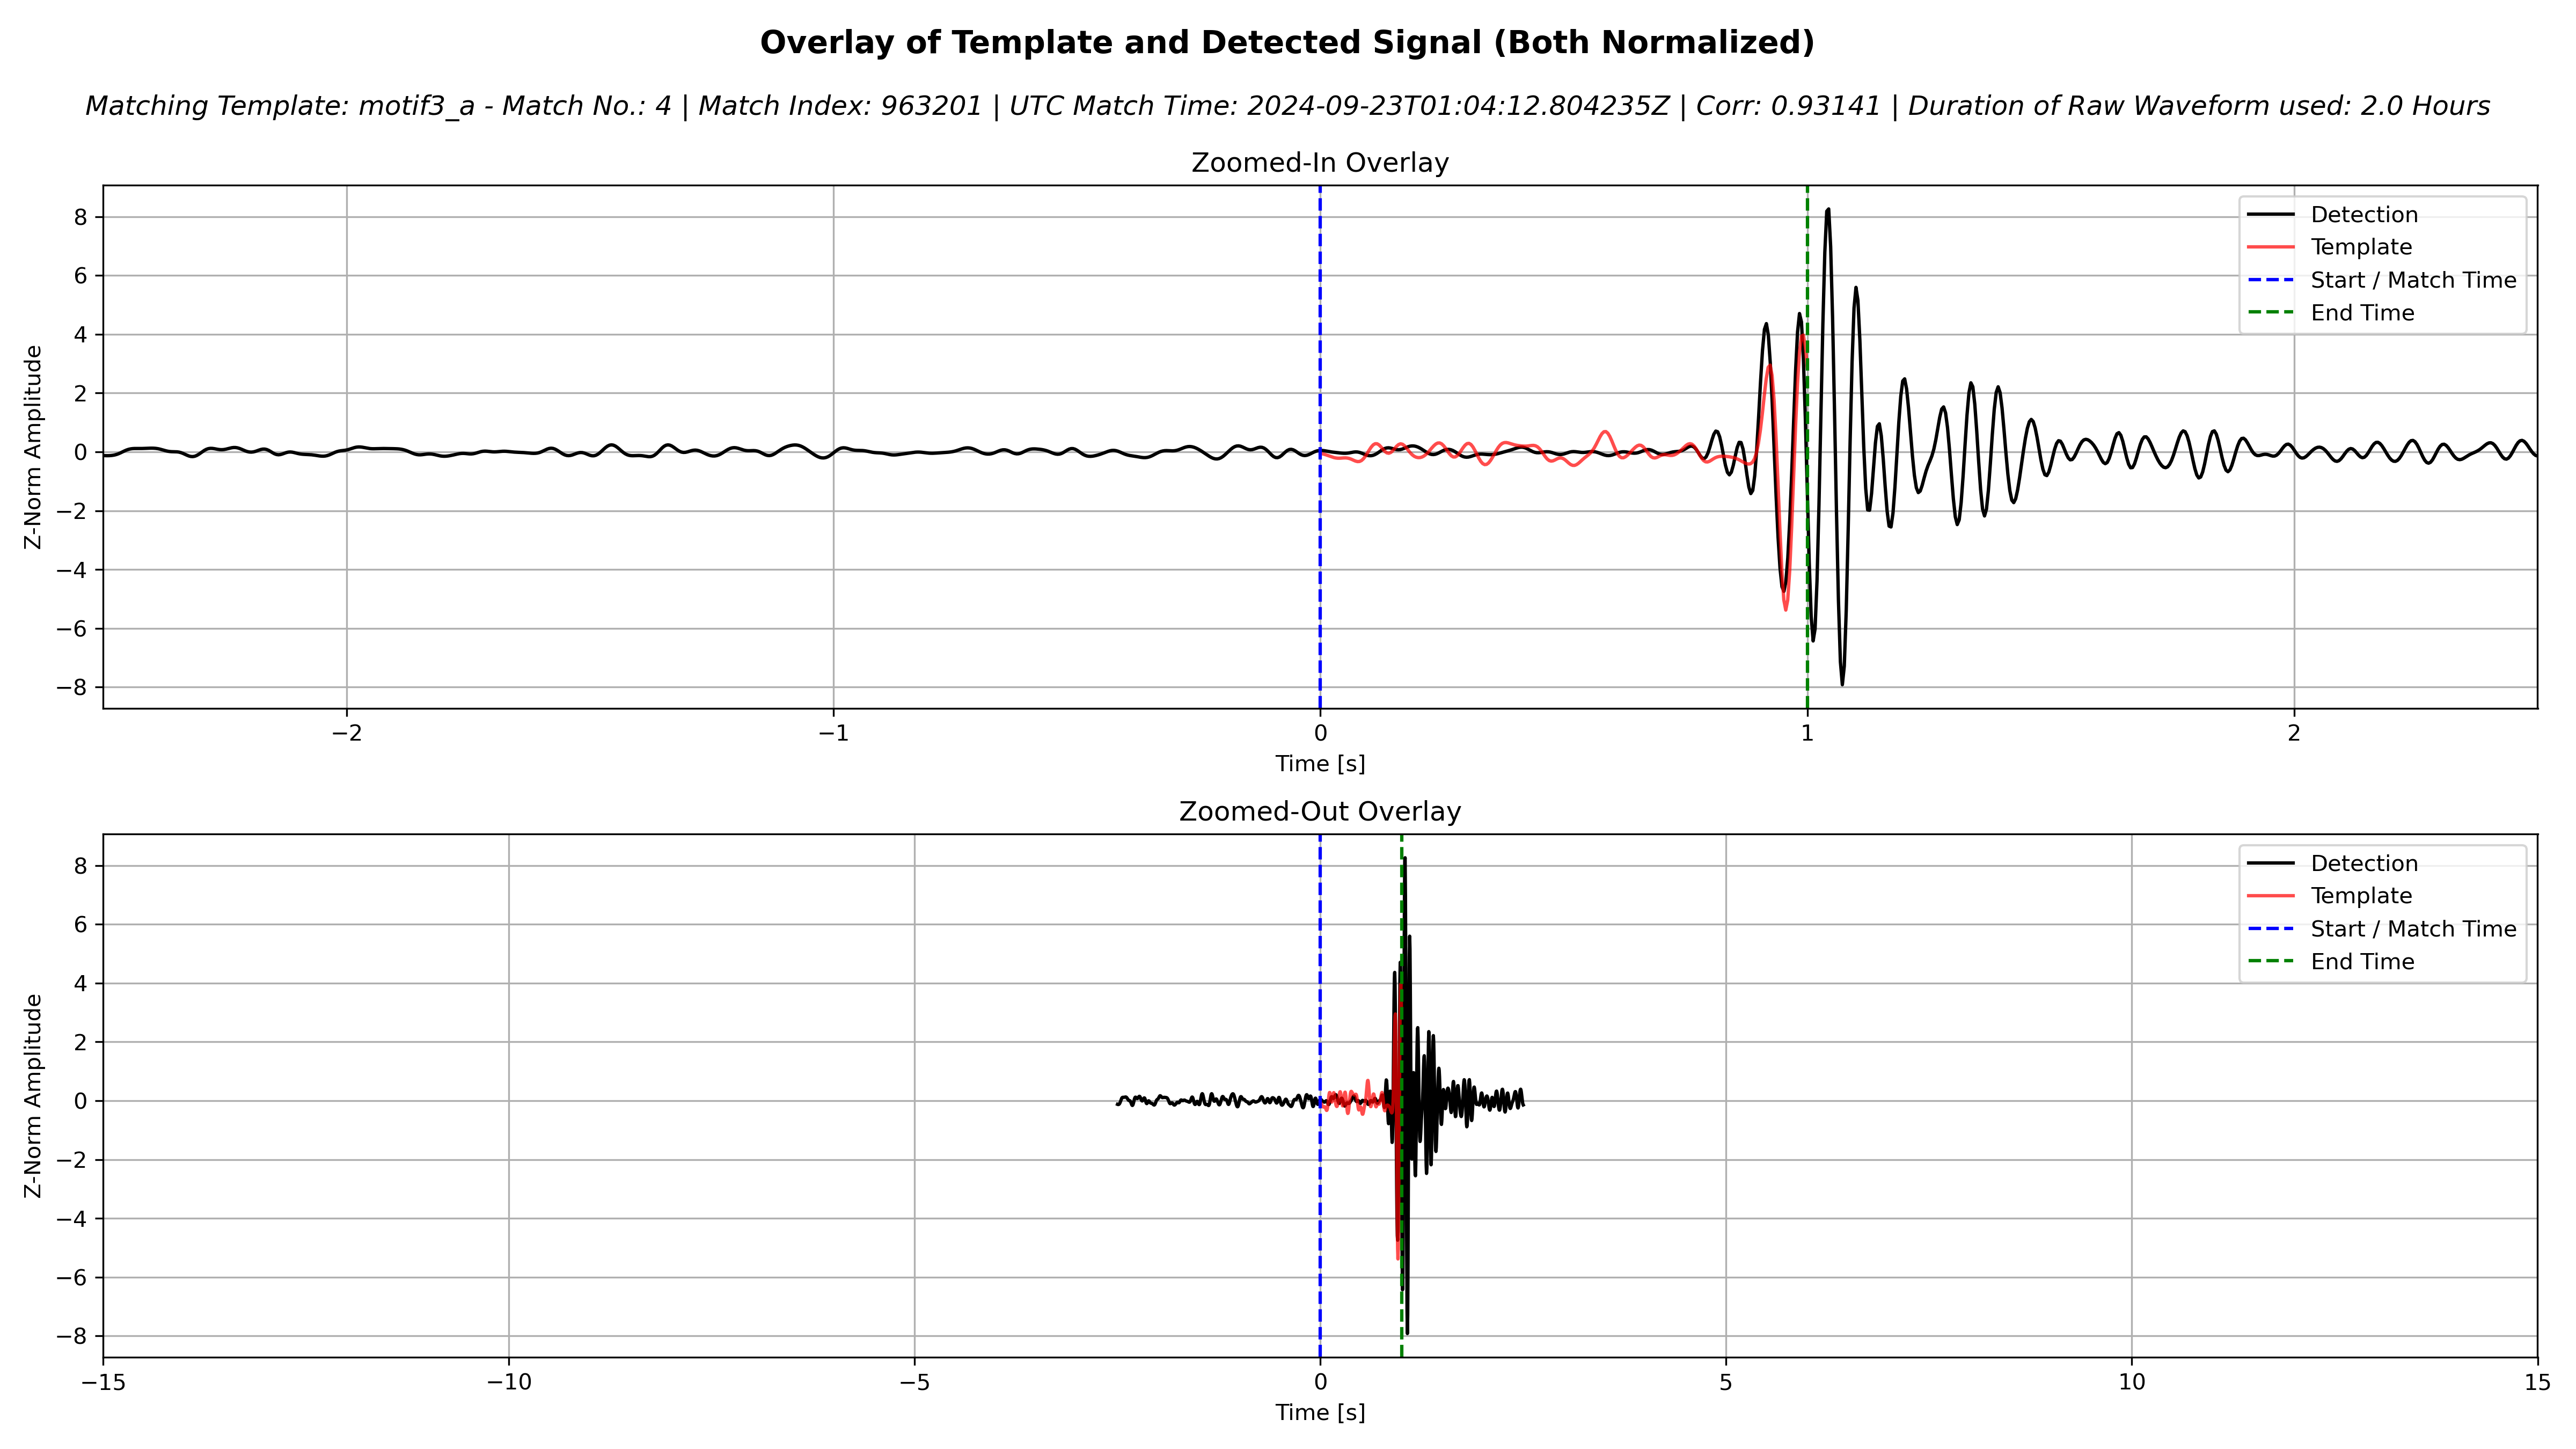 Overlay of Template and Detected Signal (Both Normalized)
Matching Template: motif3_a - Match No.: 4 | Match Index: 963201 | UTC Match Time: 2024-09-23T01:04:12.804235Z | Corr: 0.93141 | Duration of Raw Waveform used: 2.0 Hours
Zoomed-In Overlay
8
6
4
2
0
−2
−4
−6
−8
Z-Norm Amplitude
Detection
Template
Start / Match Time
End Time
−2 −1 0 1 2
Time [s]
Zoomed-Out Overlay
8
6
4
2
0
−2
−4
−6
−8
Z-Norm Amplitude
Detection
Template
Start / Match Time
End Time
−15 −10 −5 0 5 10 15
Time [s]